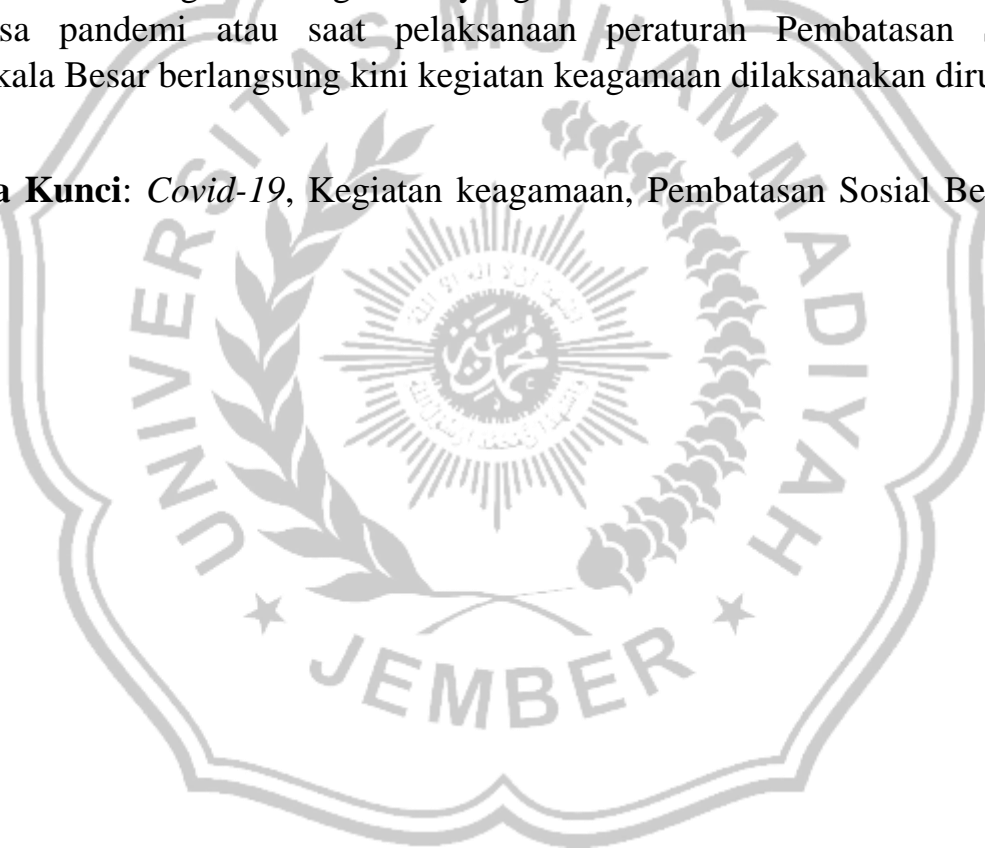 sa pandemi atau saat pelaksanaan peraturan Pembatasan
kala Besar berlangsung kini kegiatan keagamaan dilaksanakan diru
a Kunci: Covid-19, Kegiatan keagamaan, Pembatasan Sosial Be
UNIVERSITAS MUHAMMADIYAH
JEMBER